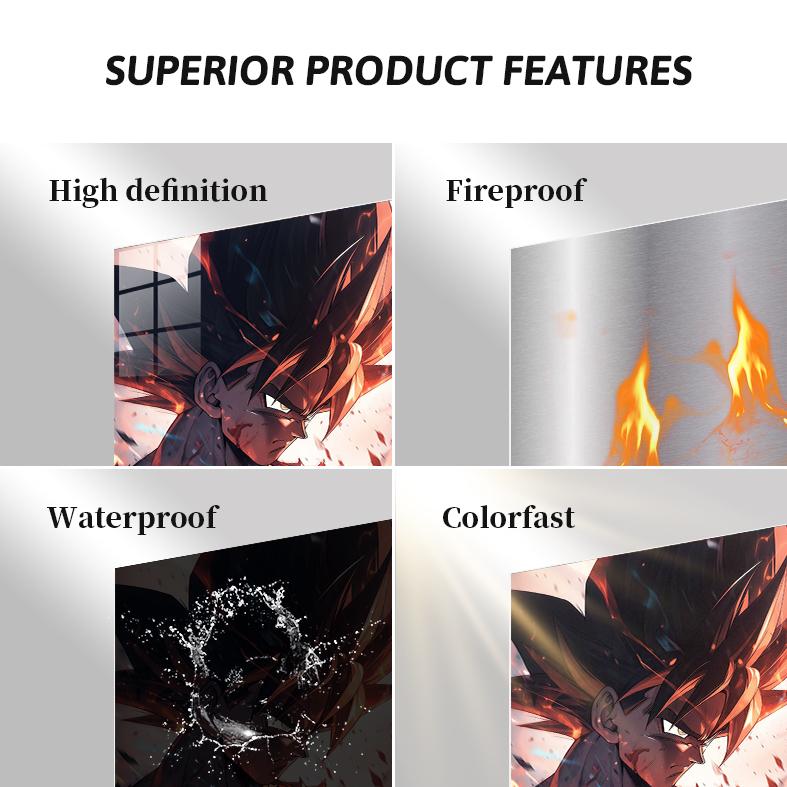 SUPERIOR PRODUCT FEATURES
High definition
Fireproof
Waterproof
Colorfast